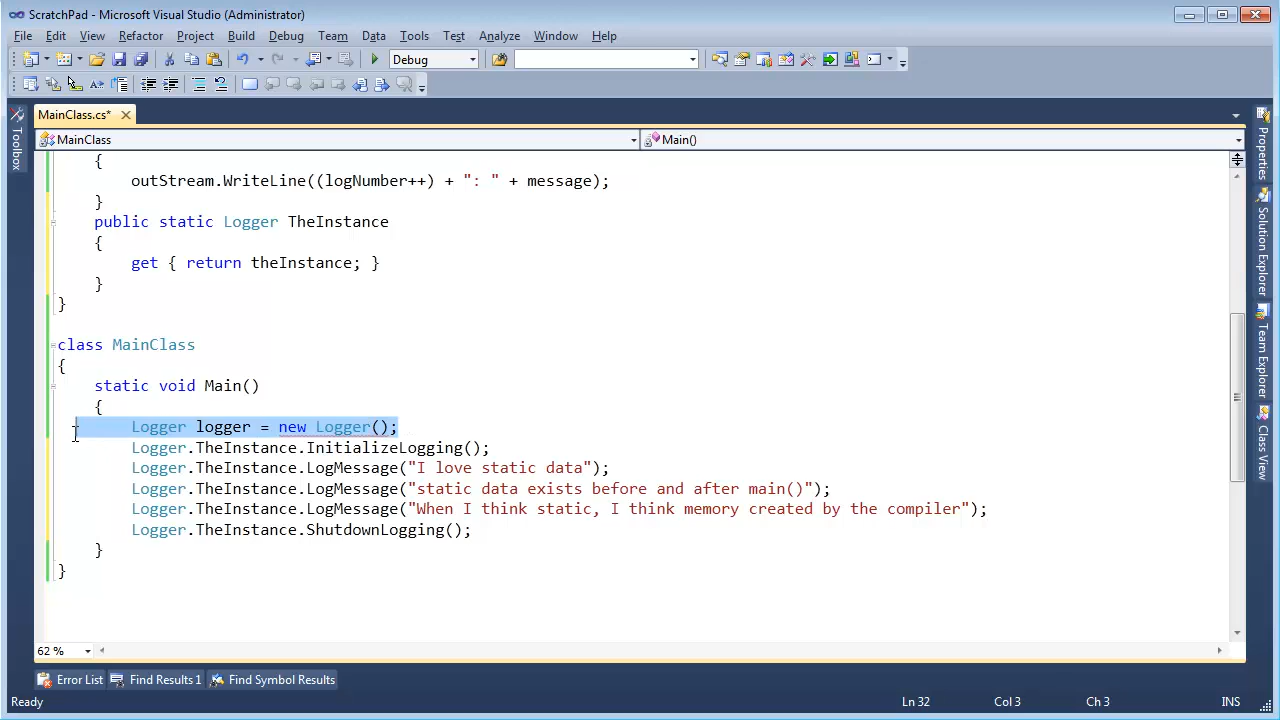 ScratchPad - Microsoft Visual Studio (Administrator)
File Edit View Refactor Project Build Debug Team Data Tools Test Analyze Window Help
Debug
MainClass.cs*
MainClass Main()
{
outStream.WriteLine((logNumber++) + ": " + message);
}
public static Logger TheInstance
{
get { return theInstance; }
}
}
class MainClass
{
static void Main()
{
Logger logger = new Logger();
Logger.TheInstance.InitializeLogging();
Logger.TheInstance.LogMessage("I love static data");
Logger.TheInstance.LogMessage("static data exists before and after main()");
Logger.TheInstance.LogMessage("When I think static, I think memory created by the compiler");
Logger.TheInstance.ShutdownLogging();
}
}
62 %
Error List Find Results 1 Find Symbol Results
Ready Ln 32 Col 3 Ch 3 INS
Toolbox
Properties
Solution Explorer
Team Explorer
Class View